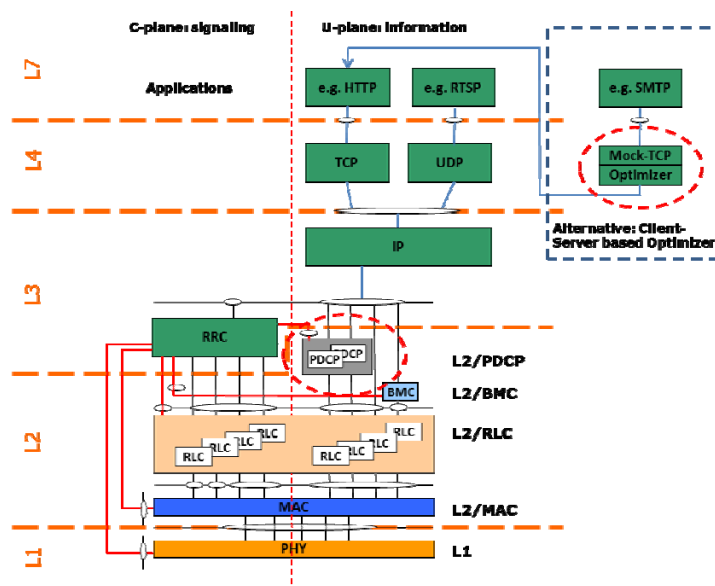 C-plane: signaling
U-plane: information
L7
Applications
e.g. HTTP
e.g. RTSP
e.g. SMTP
L4
TCP
UDP
Mock-TCP
Optimizer
Alternative: Client-
Server based Optimizer
IP
L3
RRC
PDCP
PDCP
L2/PDCP
BMC
L2/BMC
L2
RLC
RLC
RLC
RLC
RLC
RLC
RLC
RLC
L2/RLC
MAC
L2/MAC
L1
PHY
L1